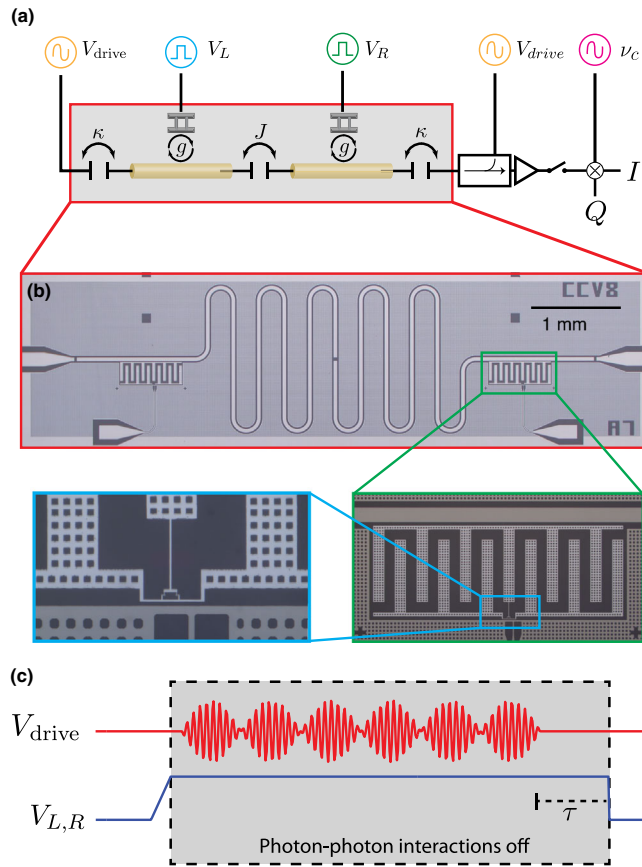 (a)
V_drive V_L V_R V_drive ν_c
κ g J g κ
I
Q
(b)
CCV8
1 mm
A7
(c)
V_drive
V_L,R
τ
Photon-photon interactions off